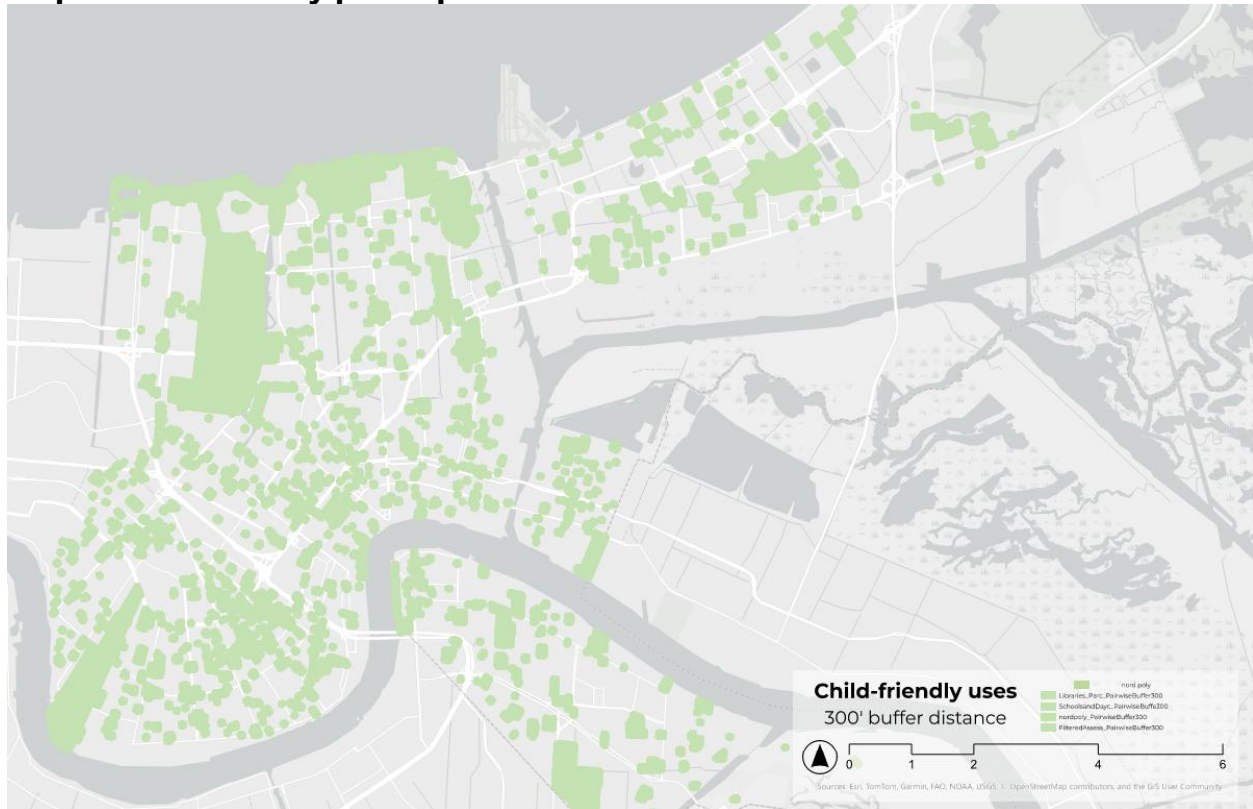 Child-friendly uses
300' buffer distance
nord poly
Libraries_Parc_PairwiseBuffer300
SchoolsandDayc_PairwiseBuffe300
nordpoly_PairwiseBuffer300
FilteredAssess_PairwiseBuffer300
0 1 2 4 6
Sources: Esri, TomTom, Garmin, FAO, NOAA, USGS, © OpenStreetMap contributors, and the GIS User Community